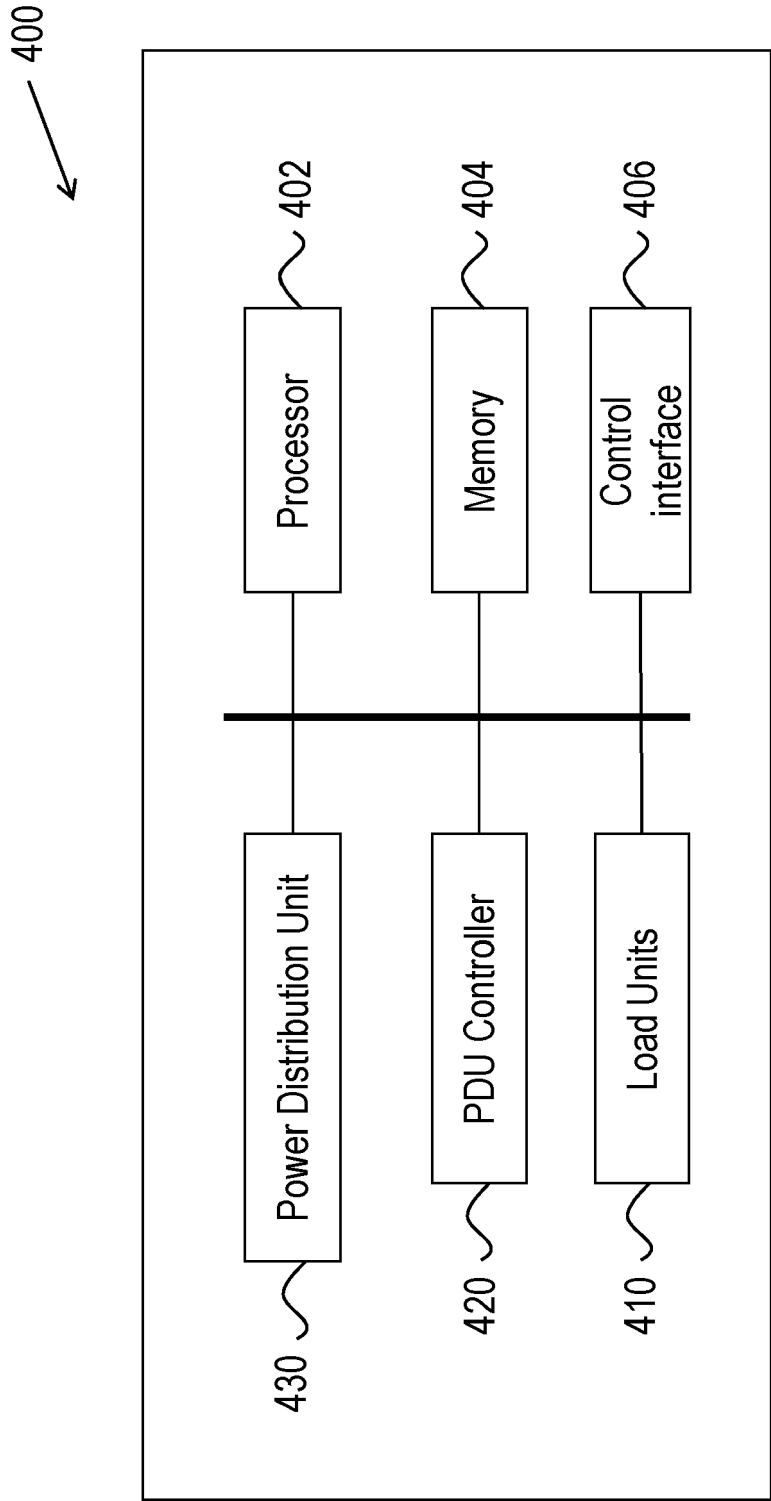 400
Processor
402
Memory
404
Control
interface
406
Power Distribution Unit
430
PDU Controller
420
Load Units
410